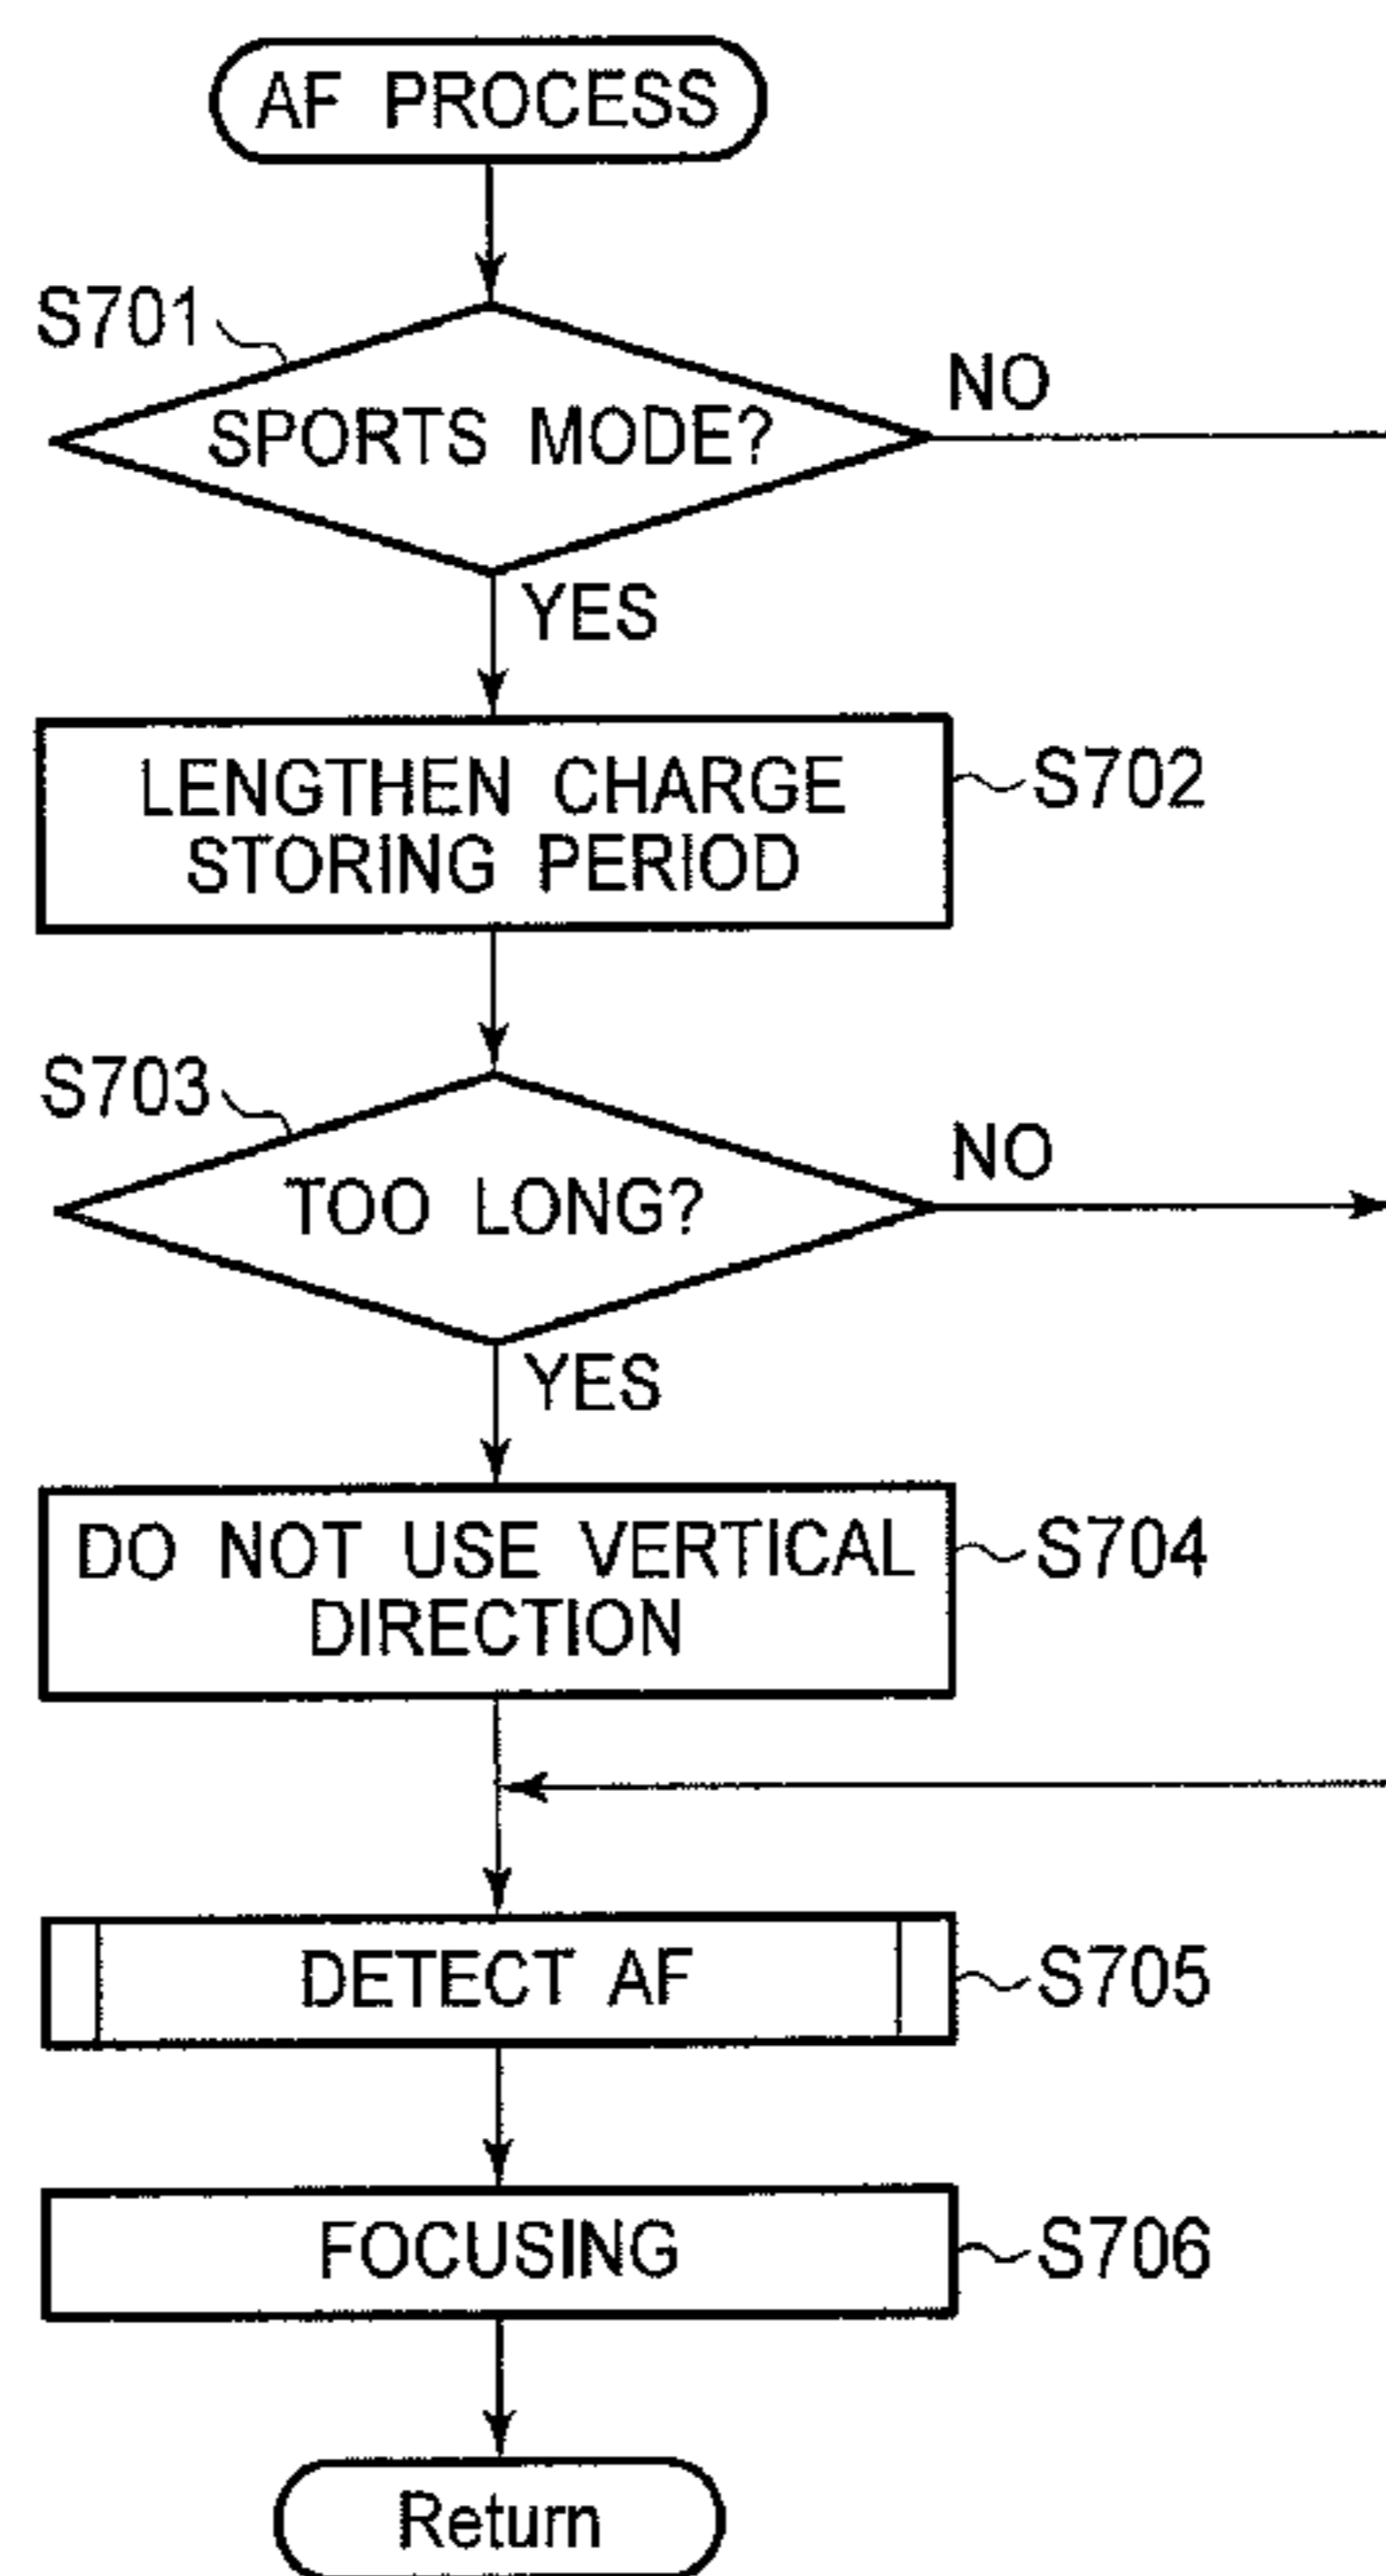 AF PROCESS
S701
SPORTS MODE?
NO
YES
LENGTHEN CHARGE
STORING PERIOD
S702
S703
TOO LONG?
NO
YES
DO NOT USE VERTICAL
DIRECTION
S704
DETECT AF
S705
FOCUSING
S706
Return